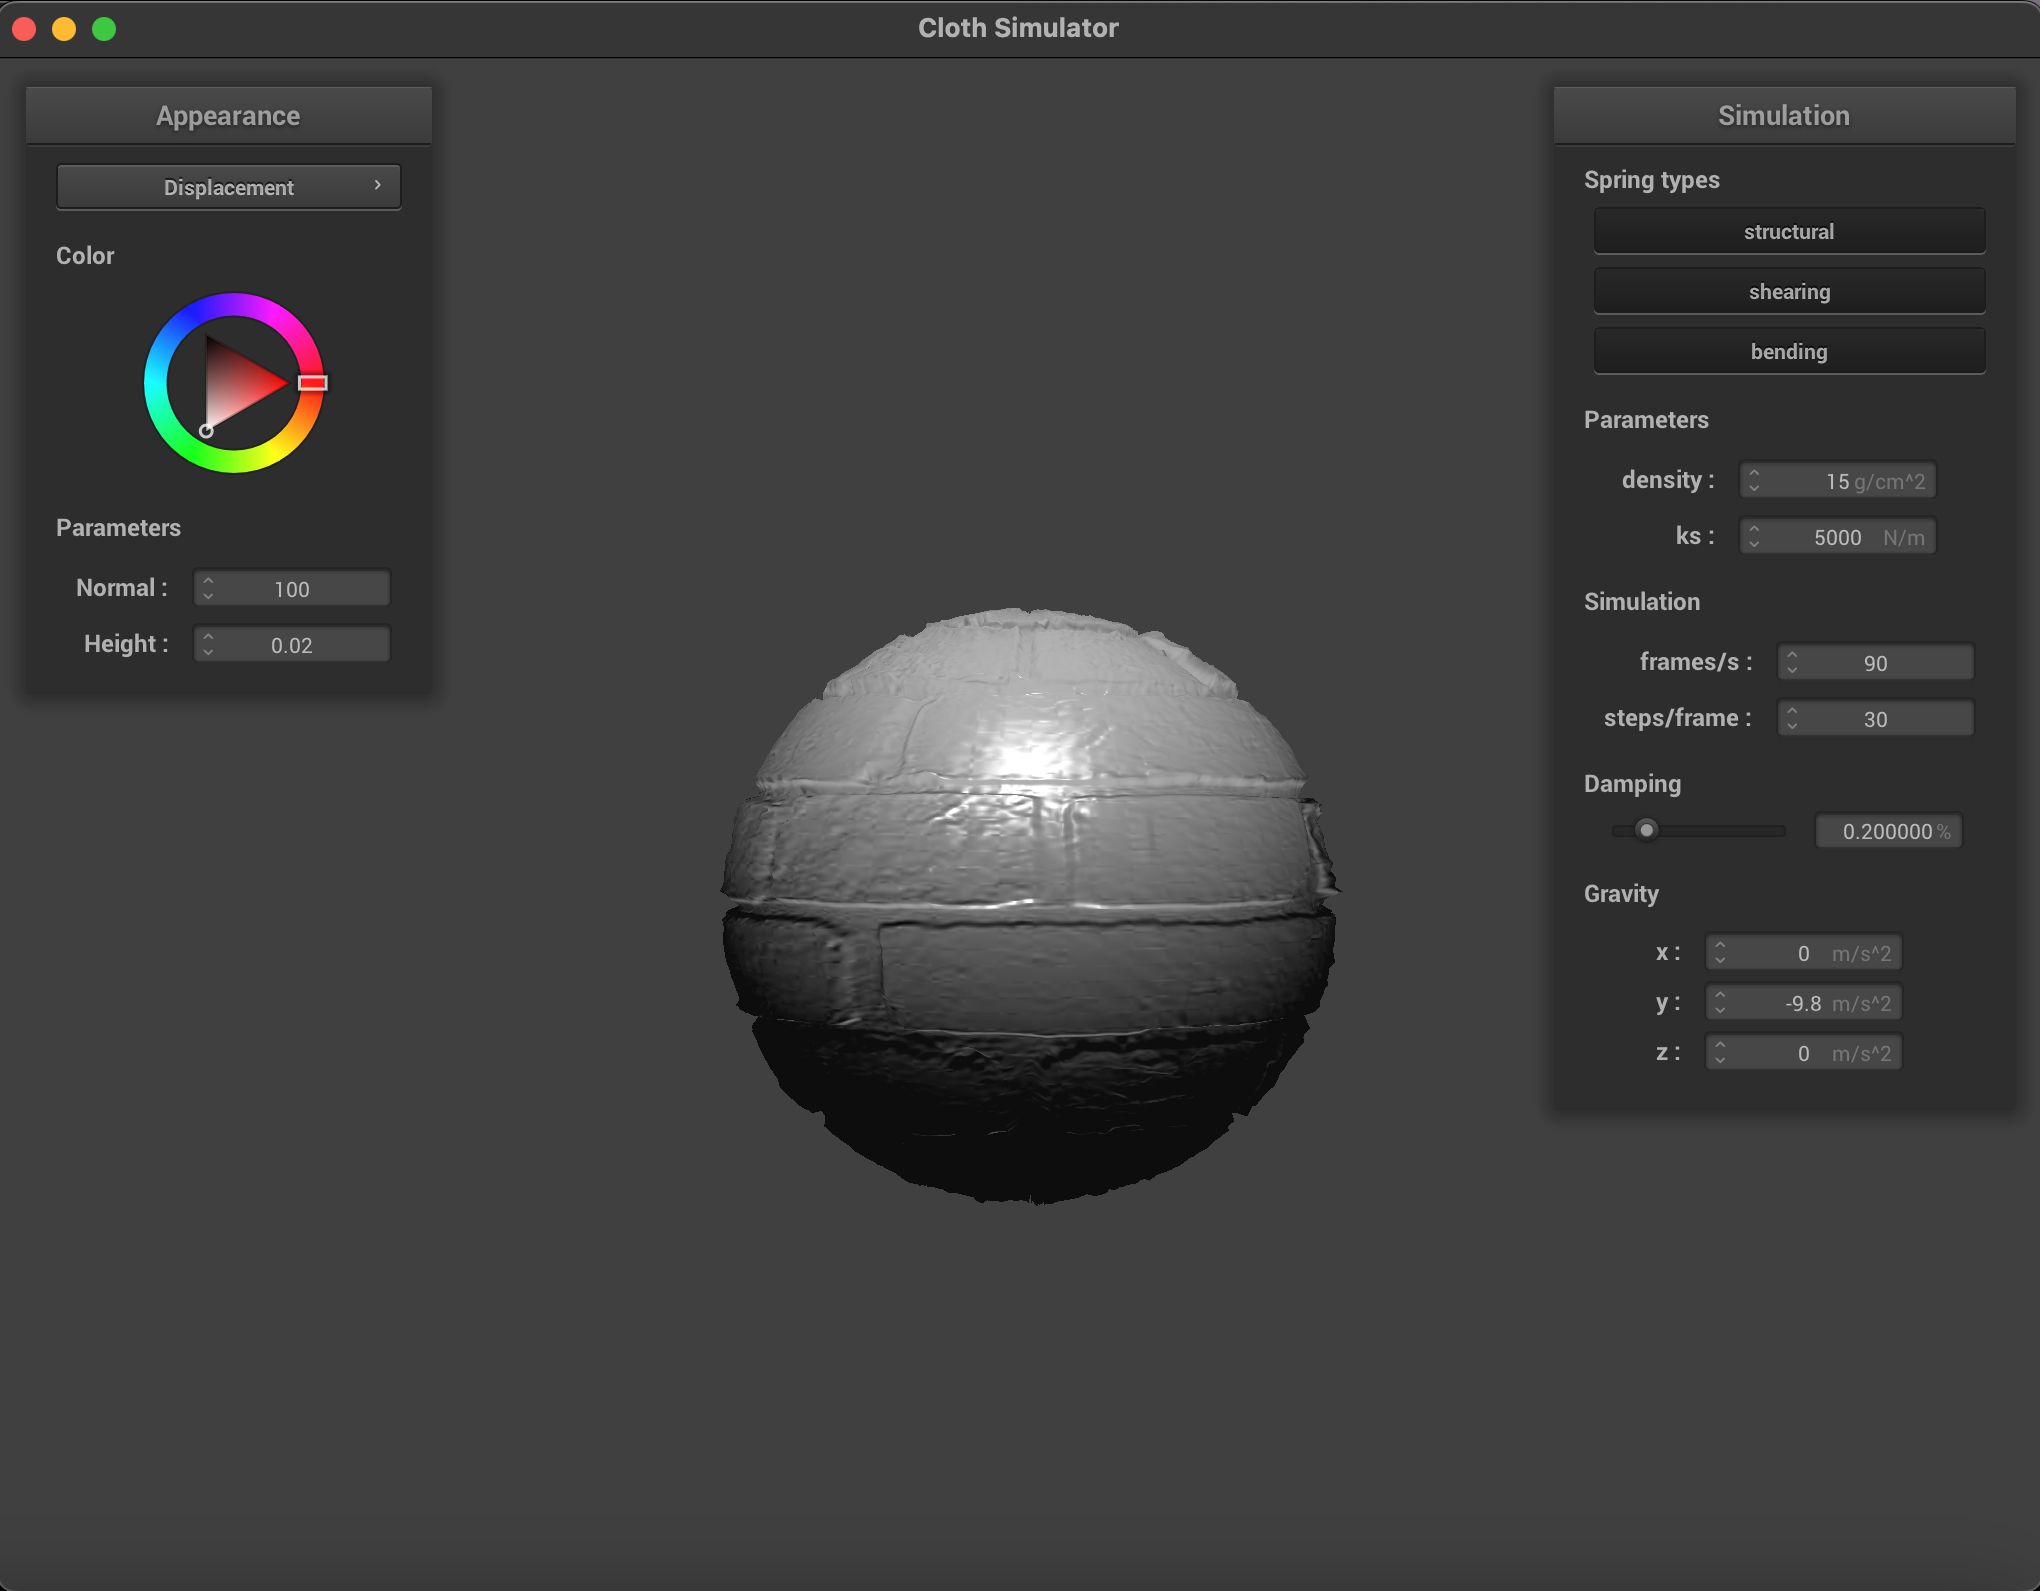 Cloth Simulator
Appearance
Displacement
Color
Parameters
Normal : 100
Height : 0.02
Simulation
Spring types
structural
shearing
bending
Parameters
density : 15 g/cm^2
ks : 5000 N/m
Simulation
frames/s : 90
steps/frame : 30
Damping
0.200000 %
Gravity
x : 0 m/s^2
y : -9.8 m/s^2
z : 0 m/s^2